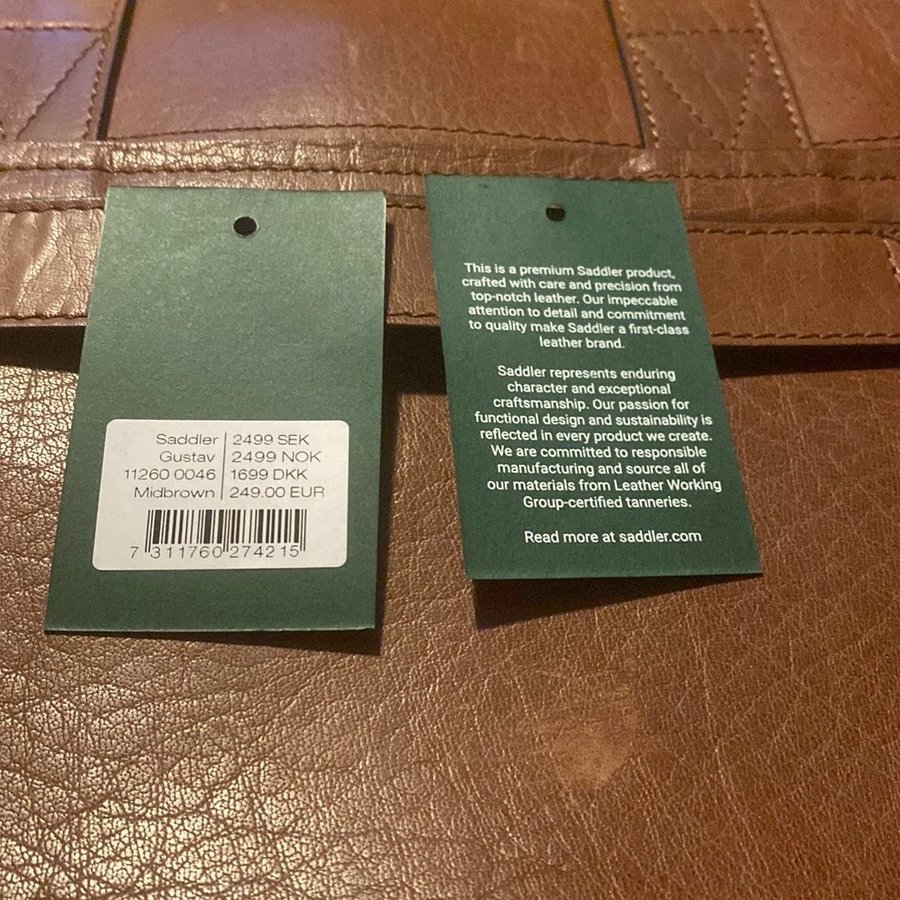 Saddler 2499 SEK
Gustav 2499 NOK
11260 0046 1699 DKK
Midbrown 249.00 EUR
7 311760 274215
This is a premium Saddler product,
crafted with care and precision from
top-notch leather. Our impeccable
attention to detail and commitment
to quality make Saddler a first-class
leather brand.
Saddler represents enduring
character and exceptional
craftsmanship. Our passion for
functional design and sustainability is
reflected in every product we create.
We are committed to responsible
manufacturing and source all of
our materials from Leather Working
Group-certified tanneries.
Read more at saddler.com